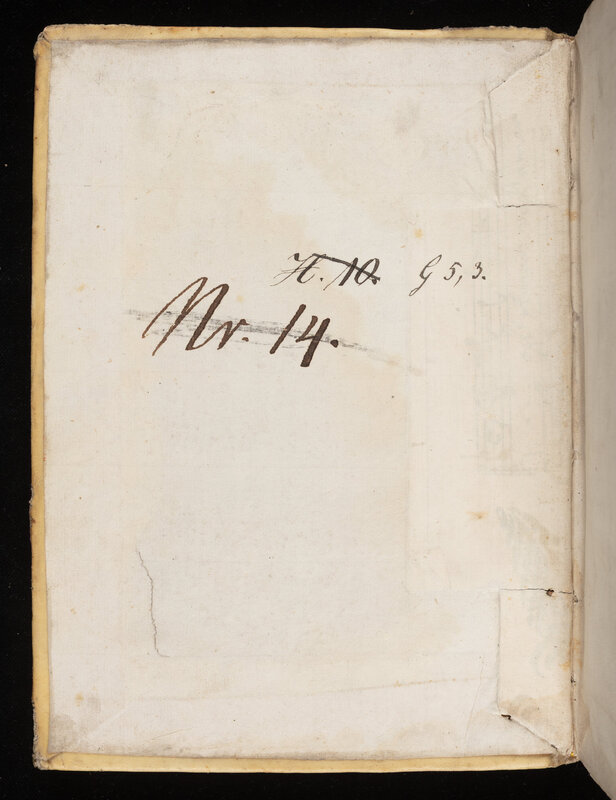 H. 10. G 5, 3.
Nr. 14.